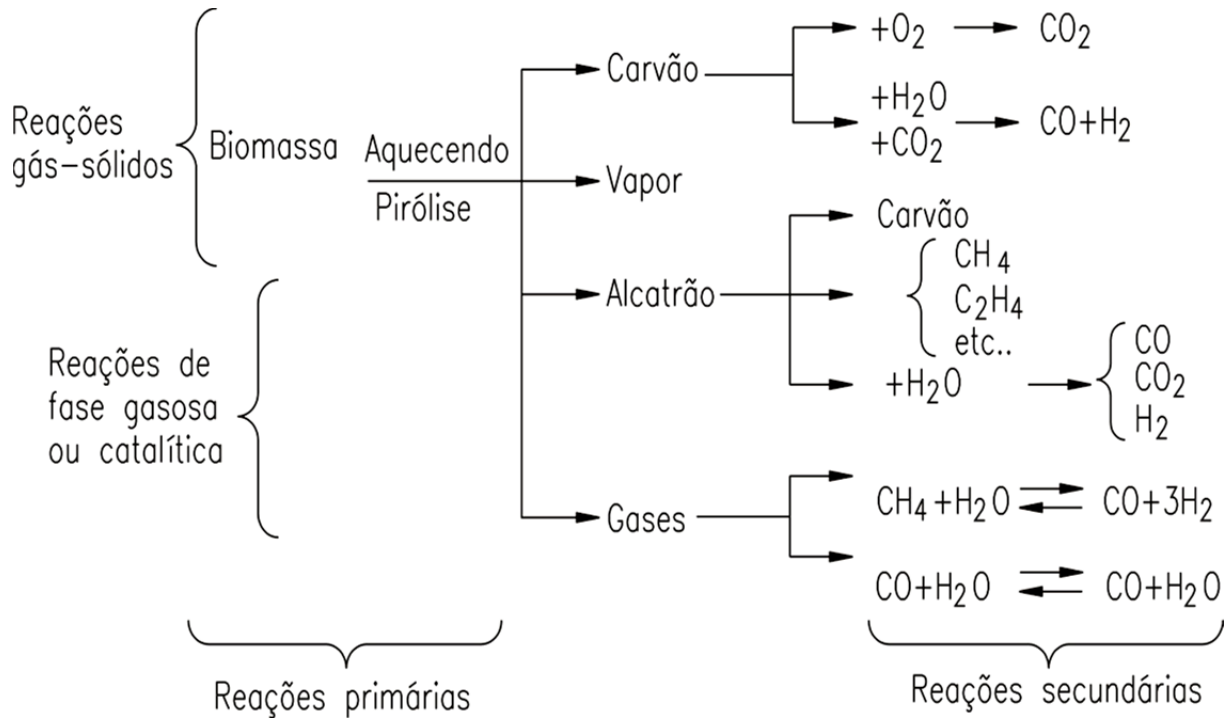 Reações
gás-sólidos
Biomassa
Aquecendo
Pirólise
Reações de
fase gasosa
ou catalítica
Carvão
+O₂
CO₂
+H₂O
+CO₂
CO+H₂
Vapor
Alcatrão
Carvão
CH₄
C₂H₄
etc..
+H₂O
CO
CO₂
H₂
Gases
CH₄+H₂O
CO+3H₂
CO+H₂O
CO+H₂O
Reações primárias
Reações secundárias